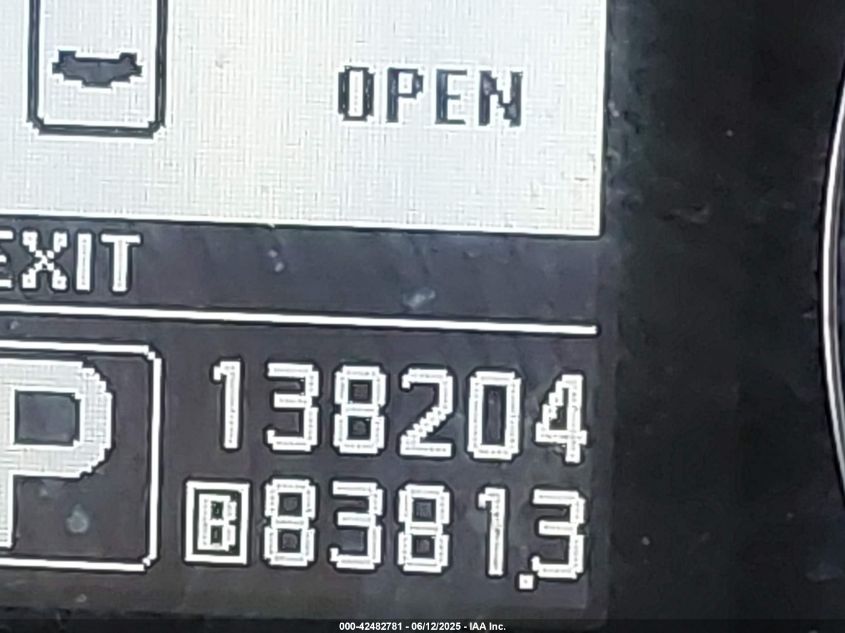 OPEN
EXIT
P
138204
B 8381.3
000-42482781 - 06/12/2025 - IAA Inc.